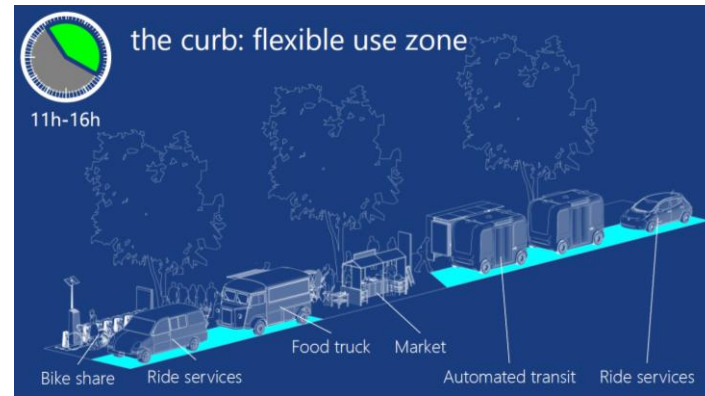 the curb: flexible use zone
11h-16h
Food truck
Market
Bike share
Ride services
Automated transit
Ride services